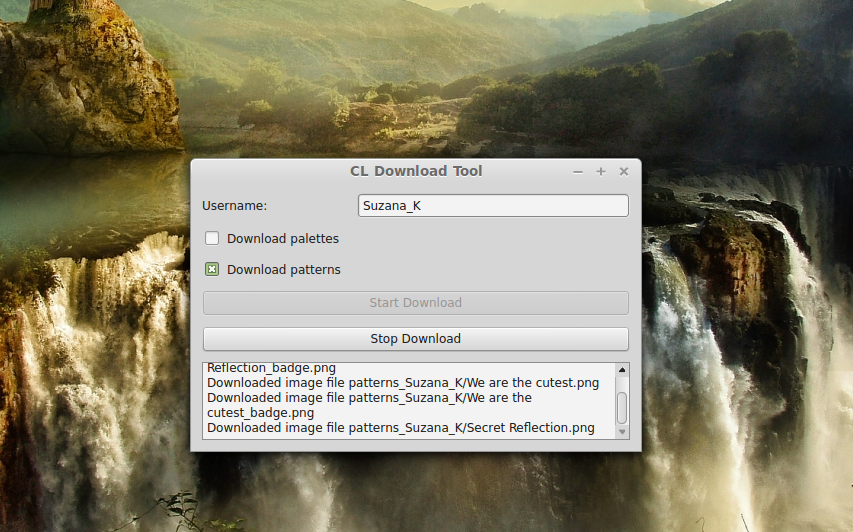 CL Download Tool
Username:
Suzana_K
Download palettes
Download patterns
Start Download
Stop Download
Reflection_badge.png
Downloaded image file patterns_Suzana_K/We are the cutest.png
Downloaded image file patterns_Suzana_K/We are the
cutest_badge.png
Downloaded image file patterns_Suzana_K/Secret Reflection.png